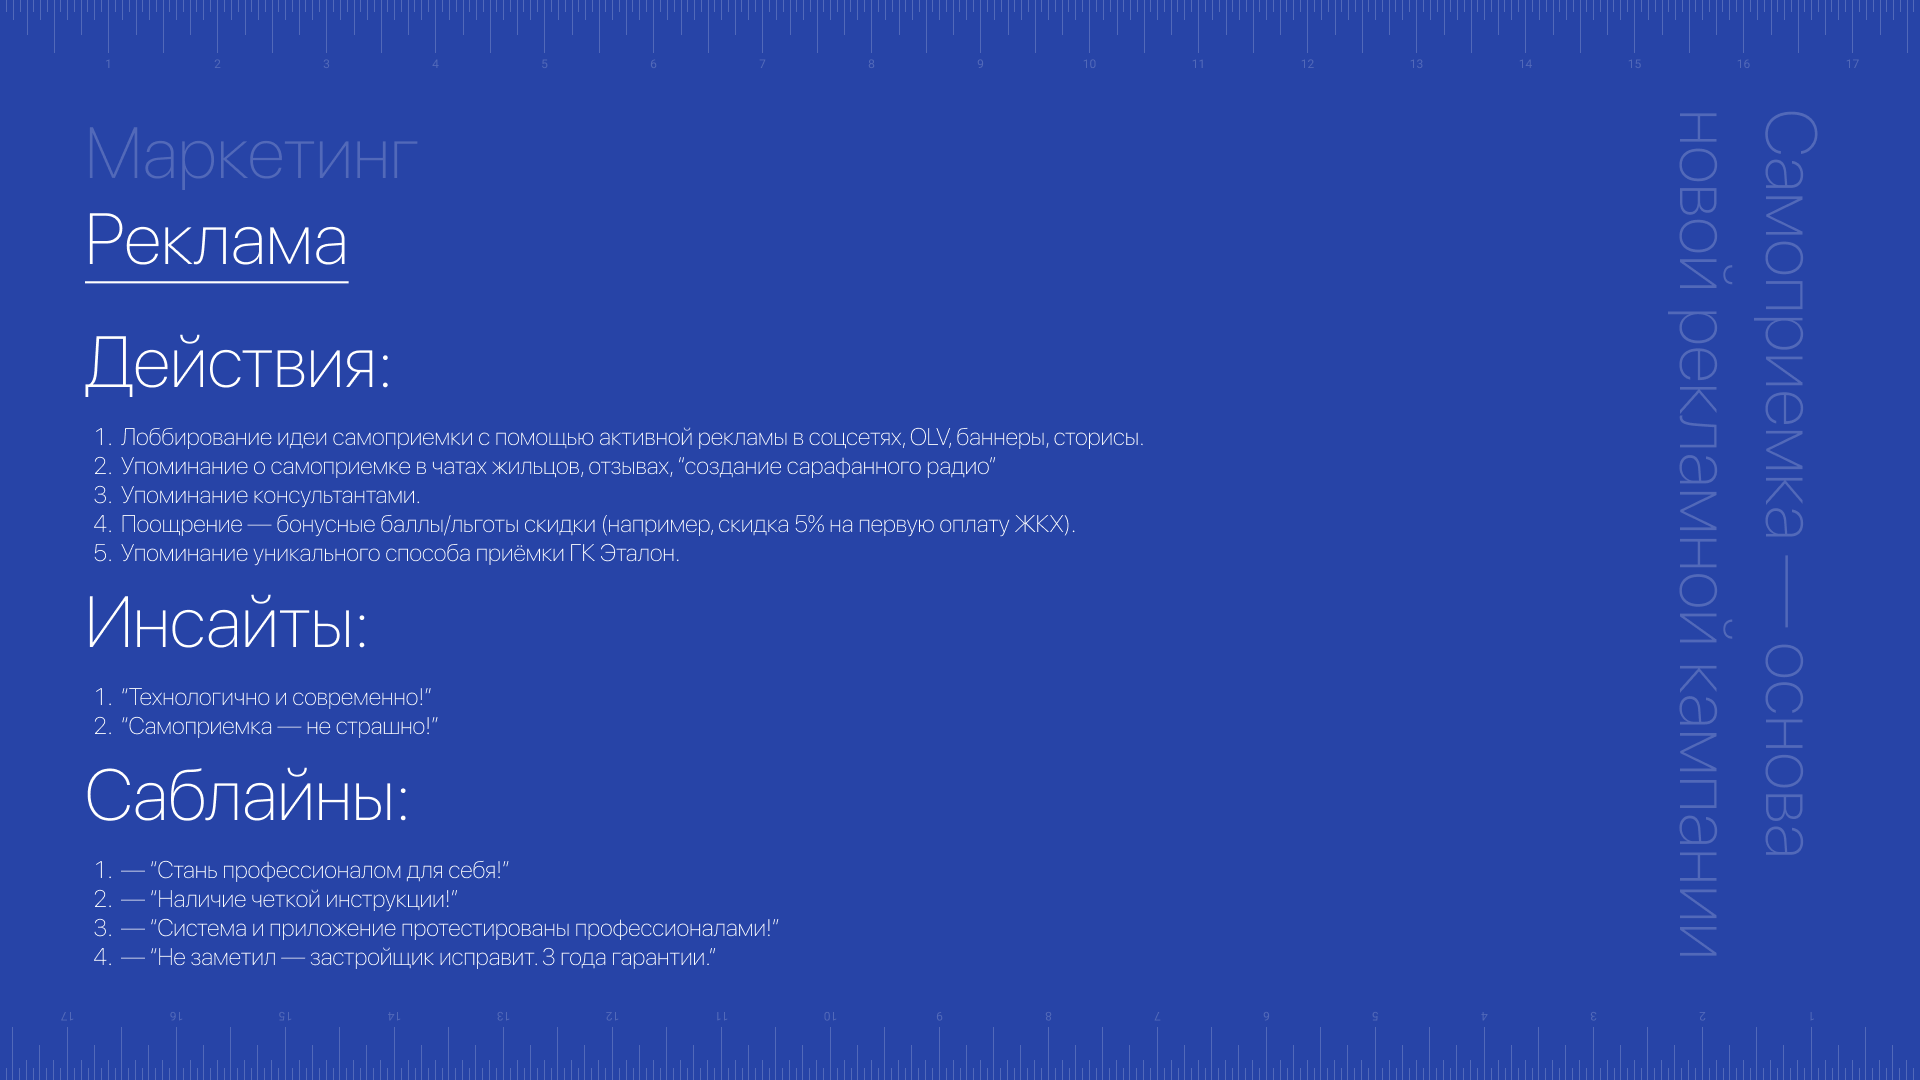 1 2 3 4 5 6 7 8 9 10 11 12 13 14 15 16 17
Маркетинг
Реклама
Действия:
1. Лоббирование идеи самоприемки с помощью активной рекламы в соцсетях, OLV, баннеры, сторисы.
2. Упоминание о самоприемке в чатах жильцов, отзывах, “создание сарафанного радио”
3. Упоминание консультантами.
4. Поощрение — бонусные баллы/льготы скидки (например, скидка 5% на первую оплату ЖКХ).
5. Упоминание уникального способа приёмки ГК Эталон.
Инсайты:
1. “Технологично и современно!”
2. “Самоприемка — не страшно!”
Саблайны:
1. — “Стань профессионалом для себя!”
2. — “Наличие четкой инструкции!”
3. — “Система и приложение протестированы профессионалами!”
4. — “Не заметил — застройщик исправит. 3 года гарантии.”
Самоприемка — основа
новой рекламной кампании
17 16 15 14 13 12 11 10 9 8 7 6 5 4 3 2 1